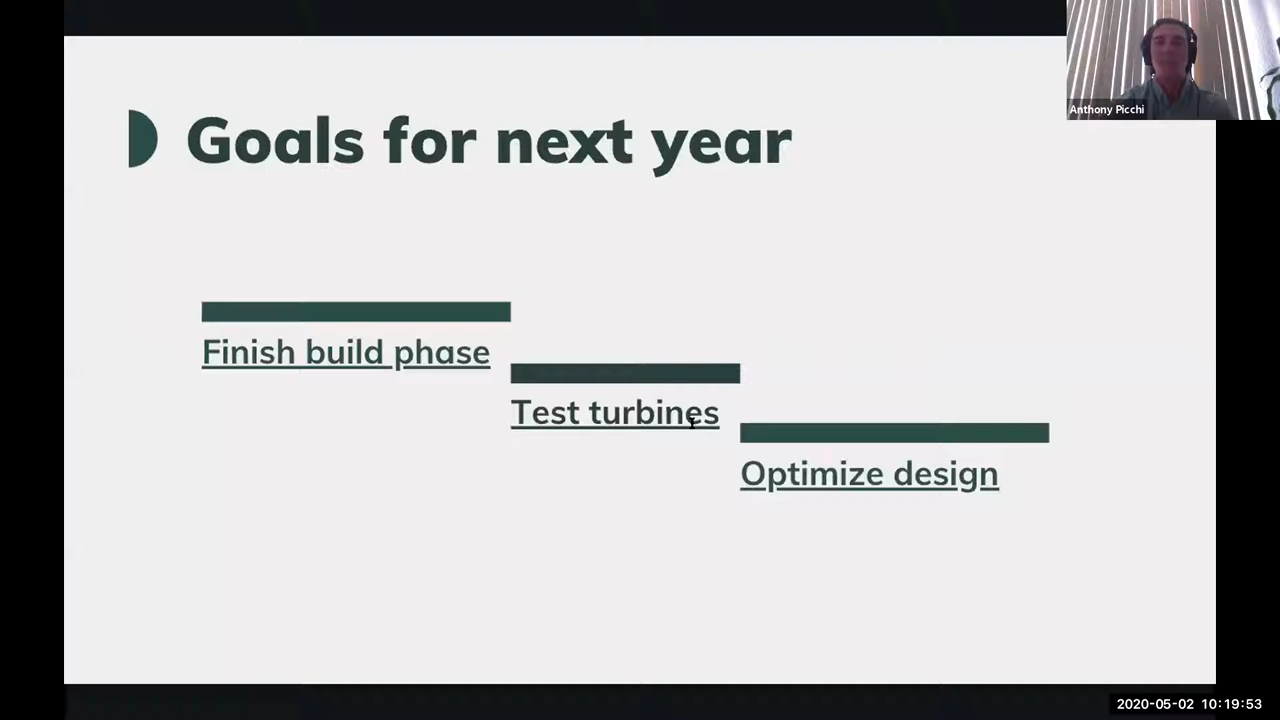 Goals for next year
Anthony Picchi
Finish build phase
Test turbines
Optimize design
2020-05-02 10:19:53